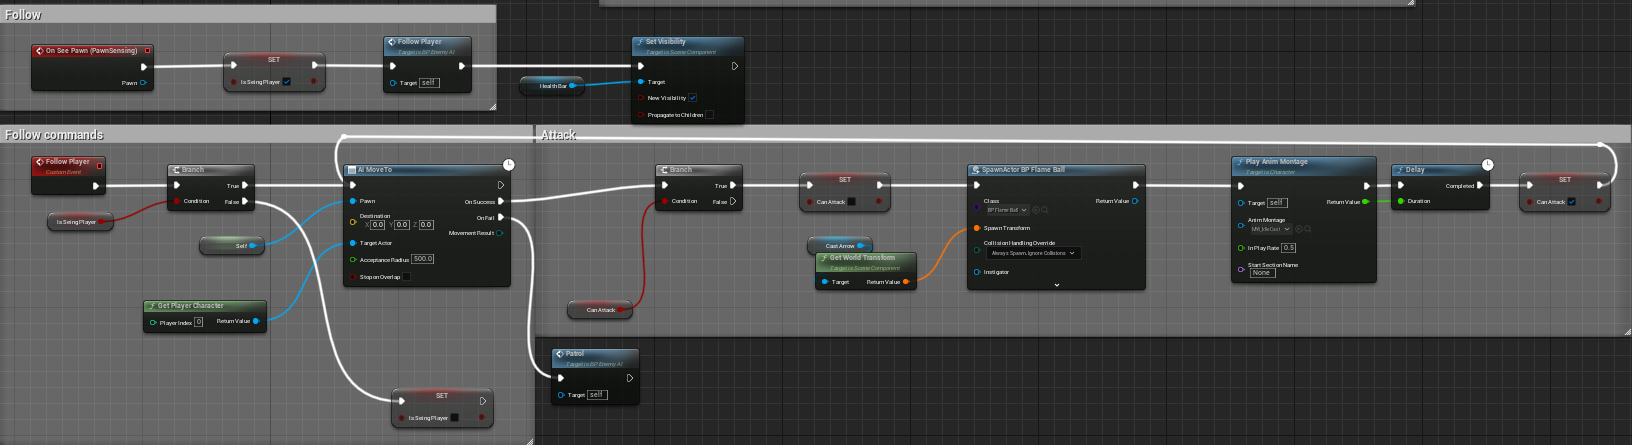 Follow
On See Pawn (PawnSensing)
Pawn
SET
Is Seing Player
Follow Player
Target is BP Enemy AI
Target self
Health Bar
Set Visibility
Target is Scene Component
Target
New Visibility
Propagate to Children
Follow commands
Follow Player
Custom Event
Is Seing Player
Branch
True
Condition
False
Self
Get Player Character
Player Index 0
Return Value
AI MoveTo
Pawn
On Success
Destination
X 0.0 Y 0.0 Z 0.0
On Fail
Movement Result
Target Actor
Acceptance Radius 500.0
Stop on Overlap
SET
Is Seing Player
Attack
Branch
True
Condition
False
Can Attack
SET
Can Attack
Cast Arrow
Get World Transform
Target is Scene Component
Target
Return Value
SpawnActor BP Flame Ball
Class
Return Value
BP Flame Ball
Spawn Transform
Collision Handling Override
Always Spawn, Ignore Collisions
Instigator
Play Anim Montage
Target is Character
Target self
Return Value
Anim Montage
In Play Rate 0.5
Start Section Name
None
Delay
Completed
Duration
SET
Can Attack
Patrol
Target is BP Enemy AI
Target self